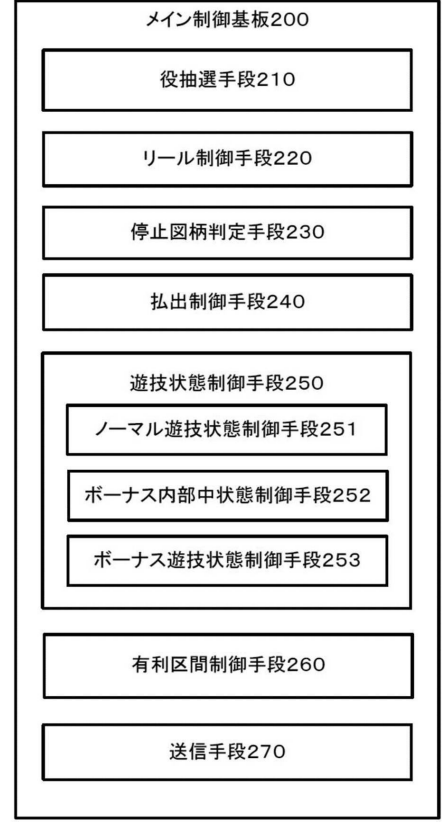 メイン制御基板200
役抽選手段210
リール制御手段220
停止図柄判定手段230
払出制御手段240
遊技状態制御手段250
ノーマル遊技状態制御手段251
ボーナス内部中状態制御手段252
ボーナス遊技状態制御手段253
有利区間制御手段260
送信手段270